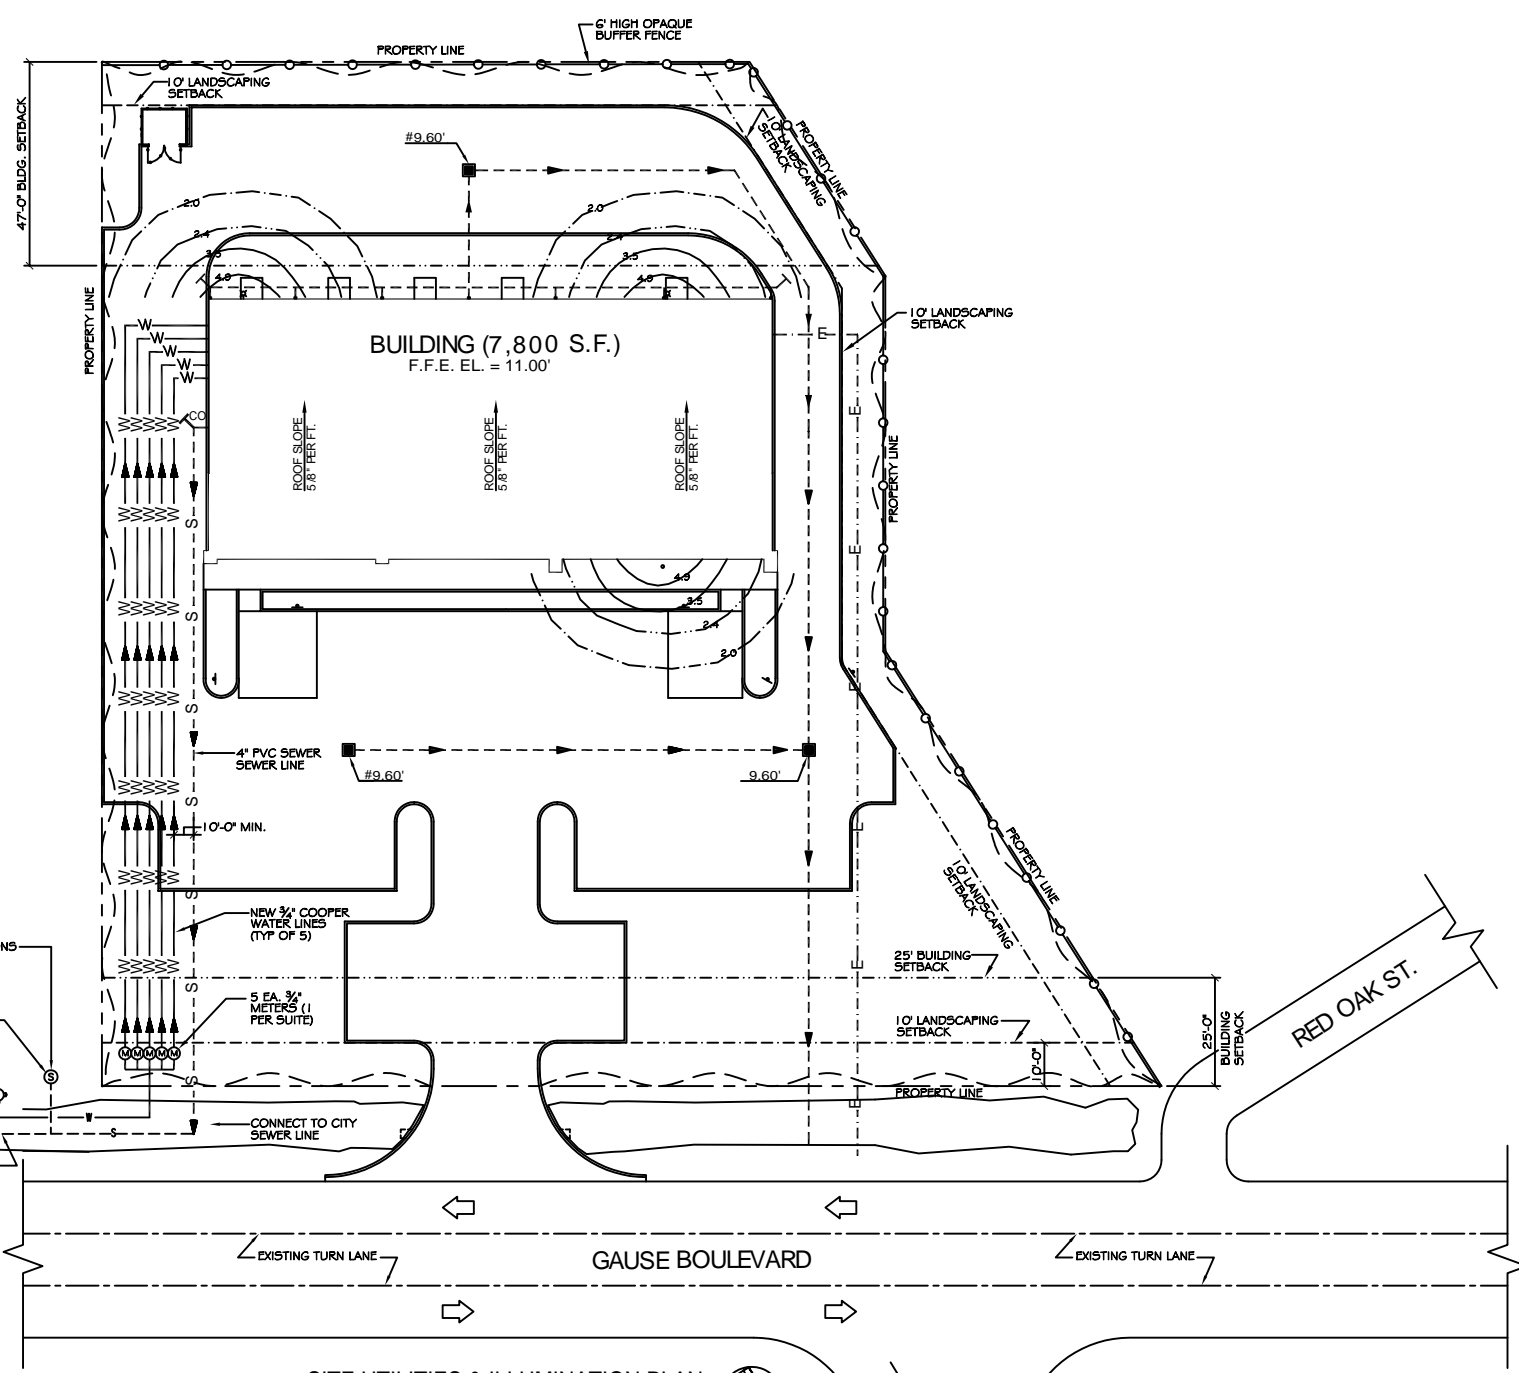 6' HIGH OPAQUE
BUFFER FENCE
PROPERTY LINE
10' LANDSCAPING
SETBACK
47'-0" BLDG. SETBACK
#9.60'
10' LANDSCAPING
SETBACK
PROPERTY LINE
2.0
2.4
3.5
4.9
2.0
2.4
3.5
4.9
PROPERTY LINE
10' LANDSCAPING
SETBACK
BUILDING (7,800 S.F.)
F.F.E. EL. = 11.00'
E
W
W
W
W
W
CO
ROOF SLOPE
5/8" PER FT.
ROOF SLOPE
5/8" PER FT.
ROOF SLOPE
5/8" PER FT.
E
PROPERTY LINE
W W W W W
S
E
4.9
3.5
2.4
2.0
W W W W W
S
W W W W W
S
E
4" PVC SEWER
SEWER LINE
#9.60'
9.60'
W W W W W
S
10'-0" MIN.
E
PROPERTY LINE
10' LANDSCAPING
SETBACK
W W W W W
S
NEW ¾" COOPER
WATER LINES
(TYP OF 5)
NS
25' BUILDING
SETBACK
E
W W W W W
S
5 EA. ¾"
METERS (1
PER SUITE)
10' LANDSCAPING
SETBACK
10'-0"
25'-0"
BUILDING
SETBACK
RED OAK ST.
M M M M M
S
S
PROPERTY LINE
E
W
S
CONNECT TO CITY
SEWER LINE
EXISTING TURN LANE
GAUSE BOULEVARD
EXISTING TURN LANE
SITE UTILITIES & ILLUMINATION PLAN